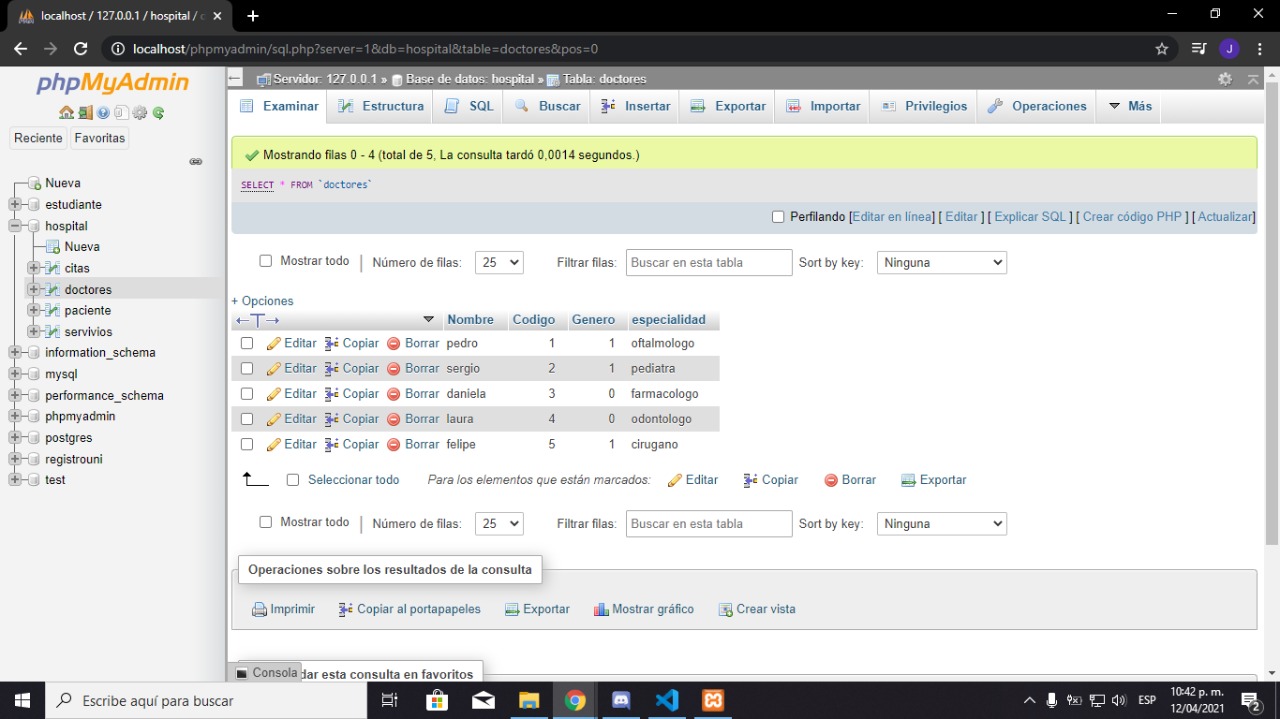 localhost / 127.0.0.1 / hospital /
localhost/phpmyadmin/sql.php?server=1&db=hospital&table=doctores&pos=0
J
phpMyAdmin
Reciente Favoritas
Nueva
estudiante
hospital
Nueva
citas
doctores
paciente
servivios
information_schema
mysql
performance_schema
phpmyadmin
postgres
registrouni
test
Servidor: 127.0.0.1 » Base de datos: hospital » Tabla: doctores
Examinar Estructura SQL Buscar Insertar Exportar Importar Privilegios Operaciones Más
Mostrando filas 0 - 4 (total de 5, La consulta tardó 0,0014 segundos.)
SELECT * FROM `doctores`
Perfilando [Editar en línea] [ Editar ] [ Explicar SQL ] [ Crear código PHP ] [ Actualizar]
Mostrar todo | Número de filas: 25 Filtrar filas: Buscar en esta tabla Sort by key: Ninguna
+ Opciones
←T→ Nombre Codigo Genero especialidad
Editar Copiar Borrar pedro 1 1 oftalmologo
Editar Copiar Borrar sergio 2 1 pediatra
Editar Copiar Borrar daniela 3 0 farmacologo
Editar Copiar Borrar laura 4 0 odontologo
Editar Copiar Borrar felipe 5 1 cirugano
Seleccionar todo Para los elementos que están marcados: Editar Copiar Borrar Exportar
Mostrar todo | Número de filas: 25 Filtrar filas: Buscar en esta tabla Sort by key: Ninguna
Operaciones sobre los resultados de la consulta
Imprimir Copiar al portapapeles Exportar Mostrar gráfico Crear vista
Consola dar esta consulta en favoritos
Escribe aquí para buscar
ESP
10:42 p. m.
12/04/2021
2